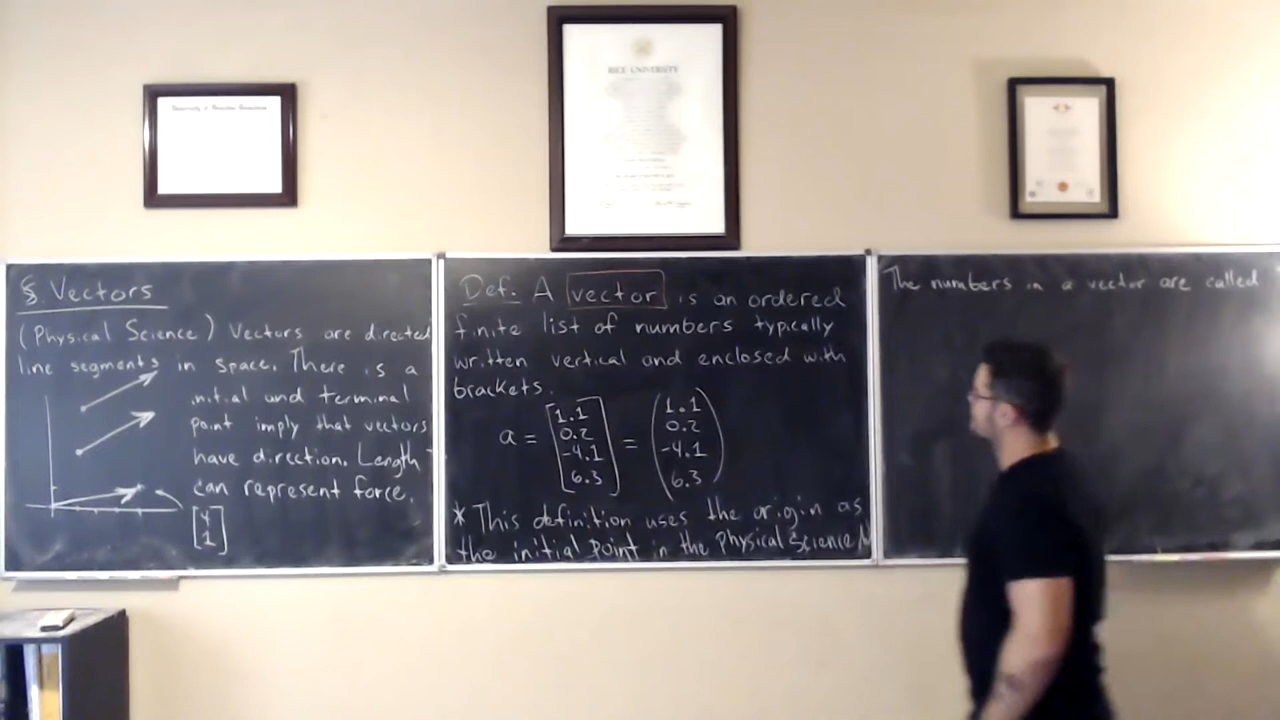 RICE UNIVERSITY
§ Vectors
(Physical Science) Vectors are directed
line segments in space. There is a
initial and terminal
point imply that vectors
have direction. Length
can represent force.
[4
1]
Def. A vector is an ordered
finite list of numbers typically
written vertical and enclosed with
brackets.
a = [1.1
0.2
-4.1
6.3] = (1.1
0.2
-4.1
6.3)
* This definition uses the origin as
the initial point in the Physical Science
The numbers in a vector are called